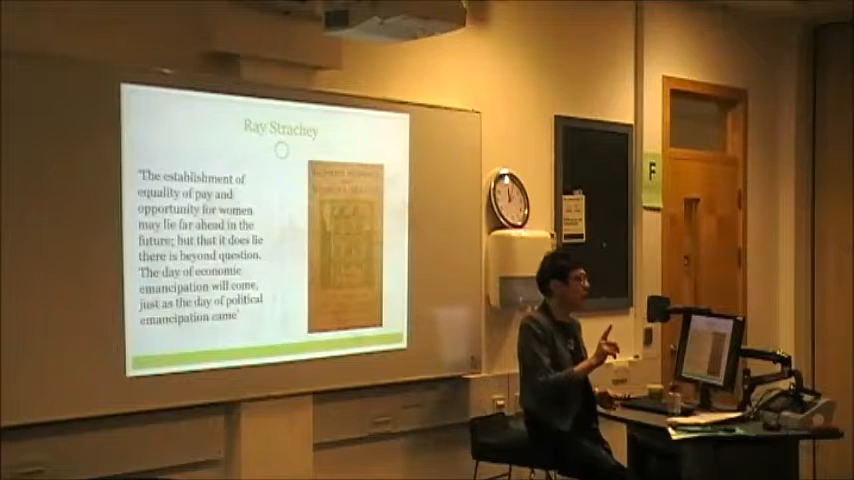 Ray Strachey
'The establishment of
equality of pay and
opportunity for women
may lie far ahead in the
future; but that it does lie
there is beyond question.
The day of economic
emancipation will come,
just as the day of political
emancipation came'
F